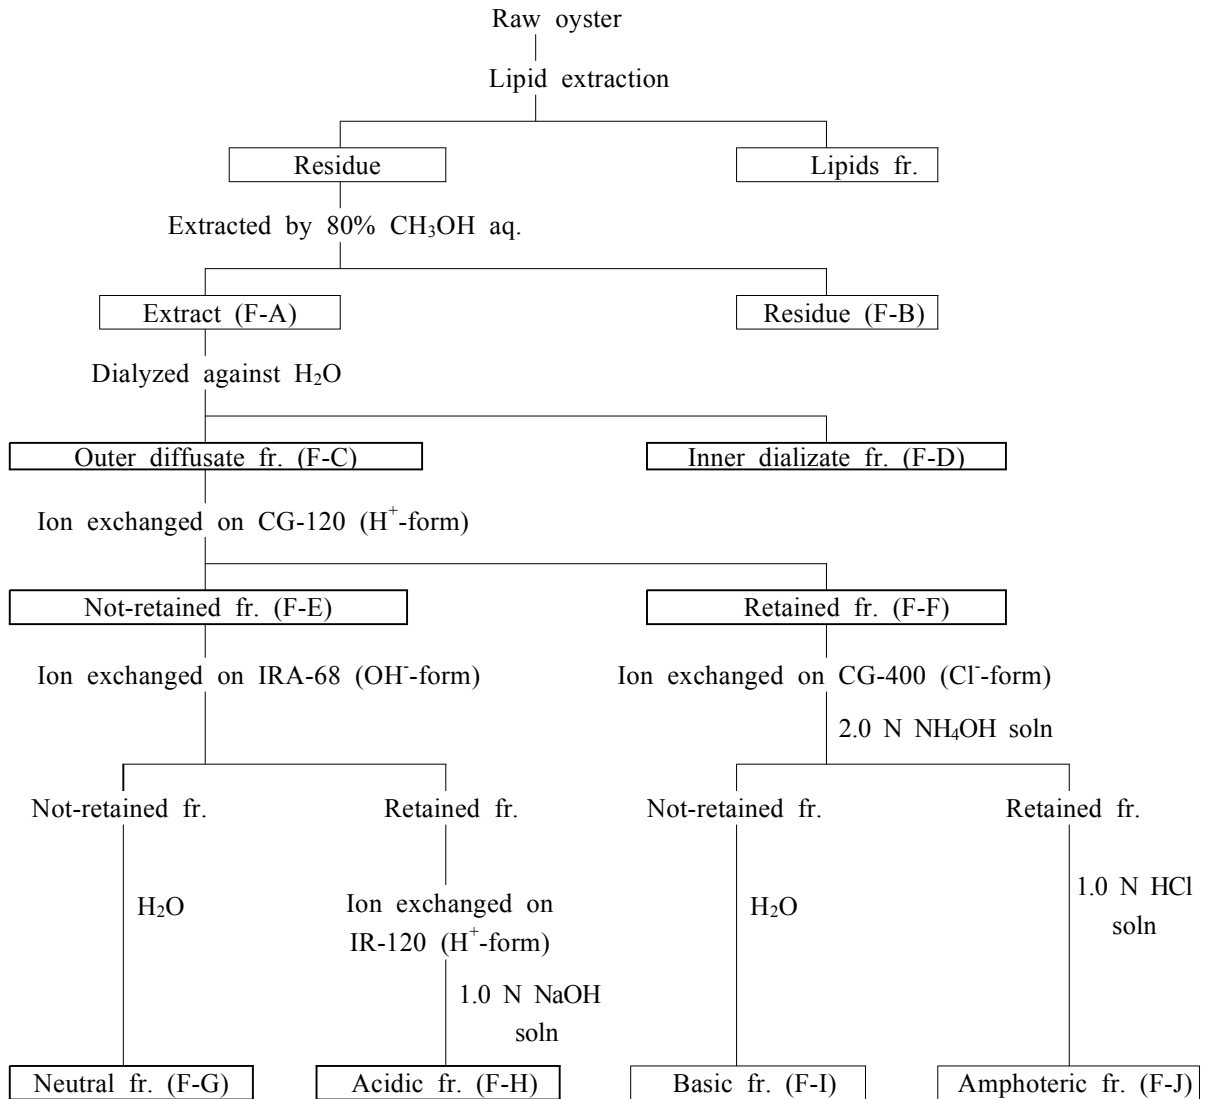 Raw oyster
Lipid extraction
Residue
Lipids fr.
Extracted by 80% CH₃OH aq.
Extract (F-A)
Residue (F-B)
Dialyzed against H₂O
Outer diffusate fr. (F-C)
Inner dializate fr. (F-D)
Ion exchanged on CG-120 (H⁺-form)
Not-retained fr. (F-E)
Retained fr. (F-F)
Ion exchanged on IRA-68 (OH⁻-form)
Ion exchanged on CG-400 (Cl⁻-form)
2.0 N NH₄OH soln
Not-retained fr.
Retained fr.
Not-retained fr.
Retained fr.
H₂O
Ion exchanged on
IR-120 (H⁺-form)
H₂O
1.0 N HCl
soln
1.0 N NaOH
soln
Neutral fr. (F-G)
Acidic fr. (F-H)
Basic fr. (F-I)
Amphoteric fr. (F-J)